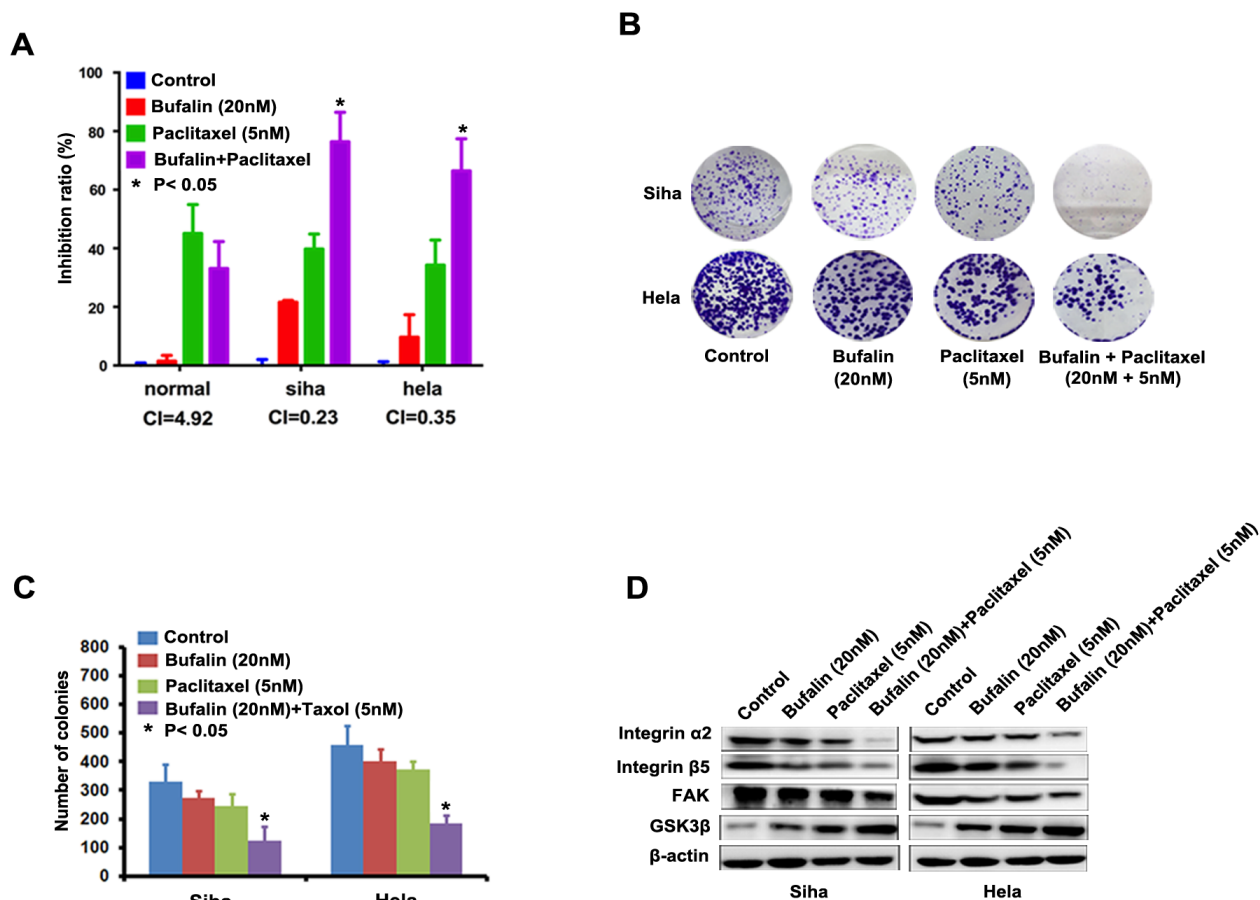 A
100
80
60
40
20
0
Inhibition ratio (%)
Control
Bufalin (20nM)
Paclitaxel (5nM)
Bufalin+Paclitaxel
* P< 0.05
*
*
normal siha hela
CI=4.92 CI=0.23 CI=0.35
B
Siha
Hela
Control
Bufalin
(20nM)
Paclitaxel
(5nM)
Bufalin + Paclitaxel
(20nM + 5nM)
C
800
700
600
500
400
300
200
100
0
Number of colonies
Control
Bufalin (20nM)
Paclitaxel (5nM)
Bufalin (20nM)+Taxol (5nM)
* P< 0.05
*
*
Siha Hela
D
Control
Bufalin (20nM)
Paclitaxel (5nM)
Bufalin (20nM)+Paclitaxel (5nM)
Control
Bufalin (20nM)
Paclitaxel (5nM)
Bufalin (20nM)+Paclitaxel (5nM)
Integrin α2
Integrin β5
FAK
GSK3β
β-actin
Siha Hela